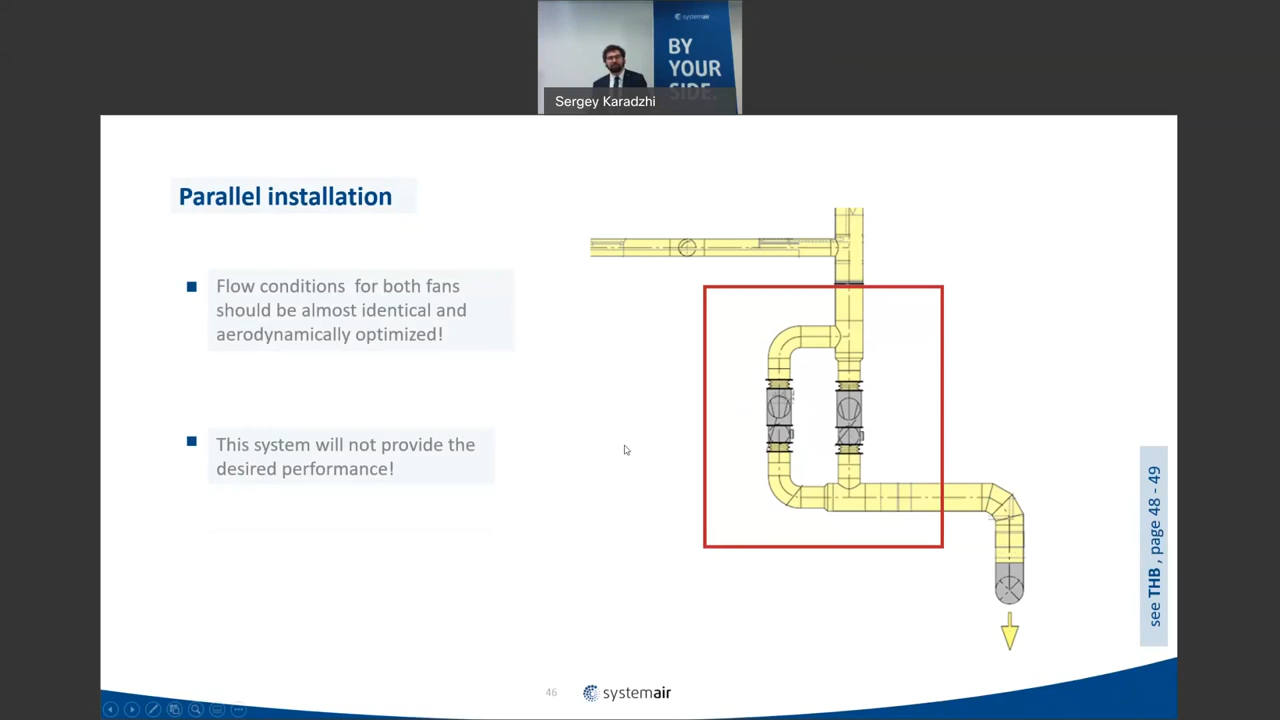 systemair
BY
YOUR
SIDE.
Sergey Karadzhi
Parallel installation
Flow conditions for both fans
should be almost identical and
aerodynamically optimized!
This system will not provide the
desired performance!
see THB , page 48 - 49
46
systemair